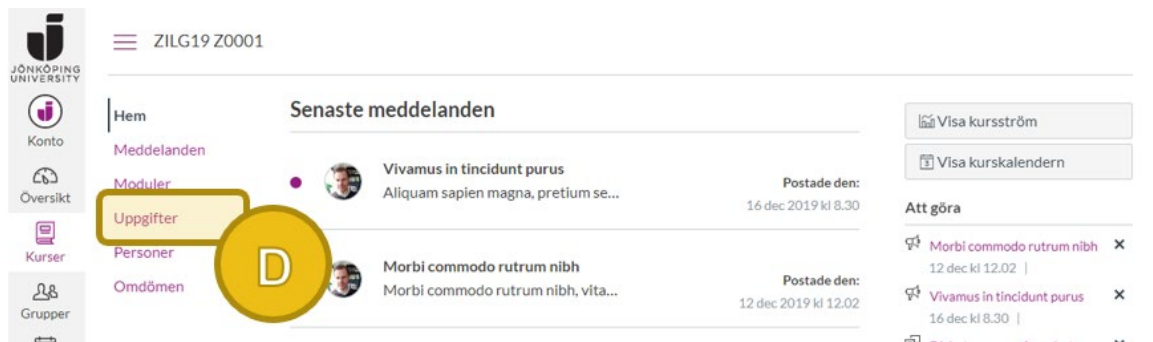 JÖNKÖPING
UNIVERSITY
Konto
Översikt
Kurser
Grupper
ZILG19 Z0001
Hem
Meddelanden
Moduler
Uppgifter
Personer
Omdömen
D
Senaste meddelanden
Vivamus in tincidunt purus
Aliquam sapien magna, pretium se...
Postade den:
16 dec 2019 kl 8.30
Morbi commodo rutrum nibh
Morbi commodo rutrum nibh, vita...
Postade den:
12 dec 2019 kl 12.02
Visa kursström
Visa kurskalendern
Att göra
Morbi commodo rutrum nibh
12 dec kl 12.02 |
Vivamus in tincidunt purus
16 dec kl 8.30 |